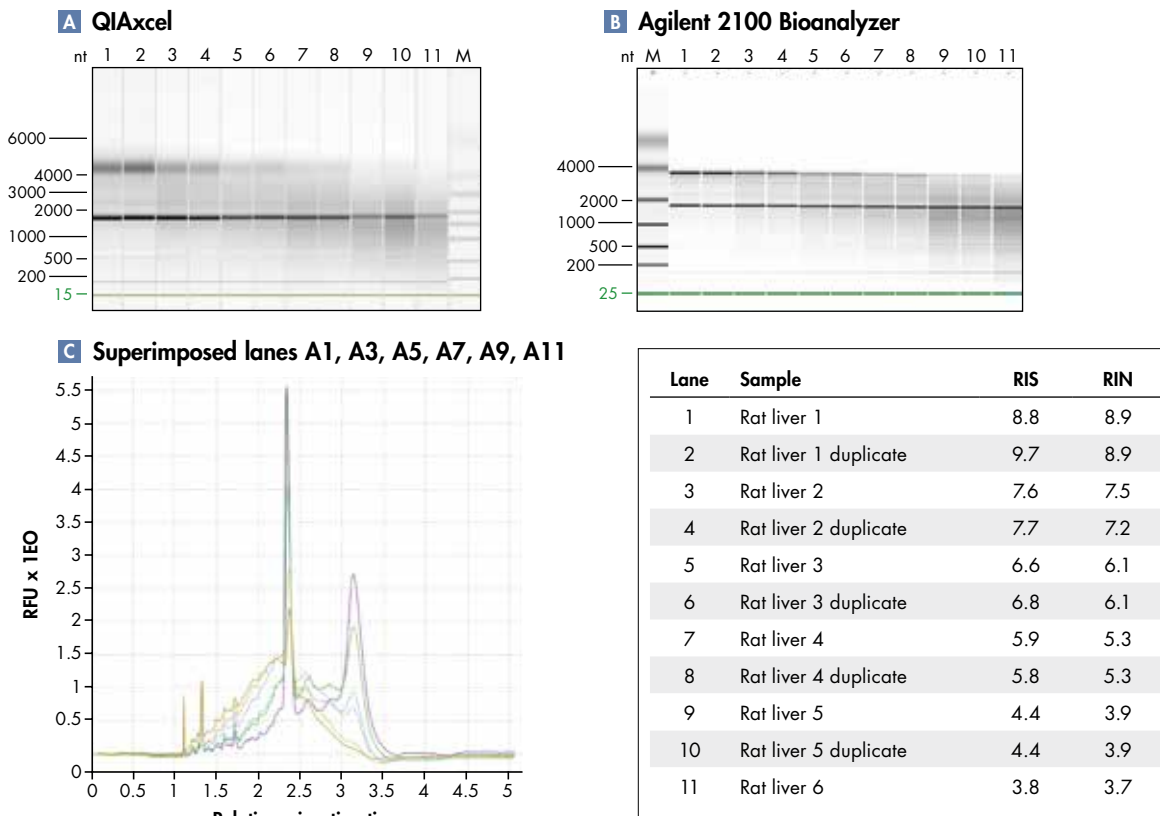 A QIAxcel
nt 1 2 3 4 5 6 7 8 9 10 11 M
6000
4000
3000
2000
1000
500
200
15
B Agilent 2100 Bioanalyzer
nt M 1 2 3 4 5 6 7 8 9 10 11
4000
2000
1000
500
200
25
C Superimposed lanes A1, A3, A5, A7, A9, A11
RFU x 1EO
5.5
5
4.5
4
3.5
3
2.5
2
1.5
1
0.5
0
0 0.5 1 1.5 2 2.5 3 3.5 4 4.5 5
Lane Sample RIS RIN
1 Rat liver 1 8.8 8.9
2 Rat liver 1 duplicate 9.7 8.9
3 Rat liver 2 7.6 7.5
4 Rat liver 2 duplicate 7.7 7.2
5 Rat liver 3 6.6 6.1
6 Rat liver 3 duplicate 6.8 6.1
7 Rat liver 4 5.9 5.3
8 Rat liver 4 duplicate 5.8 5.3
9 Rat liver 5 4.4 3.9
10 Rat liver 5 duplicate 4.4 3.9
11 Rat liver 6 3.8 3.7